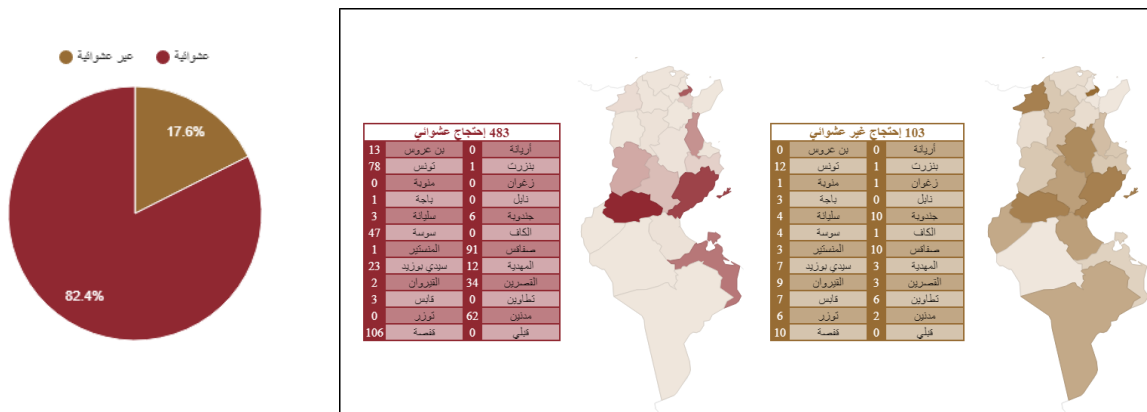 عشوائية
عير عشوائية
17.6%
82.4%
483 إحتجاج عشوائي
أريانة 0 بن عروس 13
بنزرت 1 تونس 78
زغوان 0 منوبة 0
نابل 0 باجة 1
جندوبة 6 سليانة 3
الكاف 0 سوسة 47
صفاقس 91 المنستير 1
المهدية 12 سيدي بوزيد 23
القصرين 34 القيروان 2
تطاوين 0 قابس 3
مدنين 62 توزر 0
قبلي 0 قفصة 106
103 إحتجاج غير عشوائي
أريانة 0 بن عروس 0
بنزرت 1 تونس 12
زغوان 1 منوبة 1
نابل 0 باجة 3
جندوبة 10 سليانة 4
الكاف 1 سوسة 4
صفاقس 10 المنستير 3
المهدية 3 سيدي بوزيد 7
القصرين 3 القيروان 9
تطاوين 6 قابس 7
مدنين 2 توزر 6
قبلي 0 قفصة 10